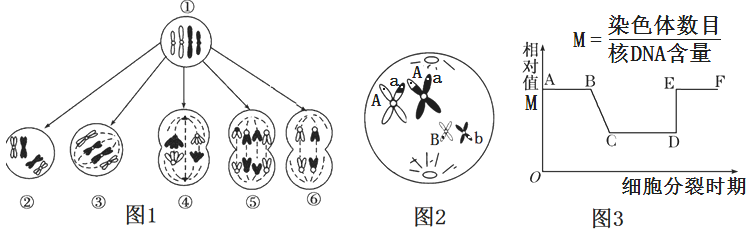 ①
② ③ ④ ⑤ ⑥
图1
A a A a
B b
图2
M = 染色体数目
核DNA含量
相对值
M
A B E F
C D
O
细胞分裂时期
图3